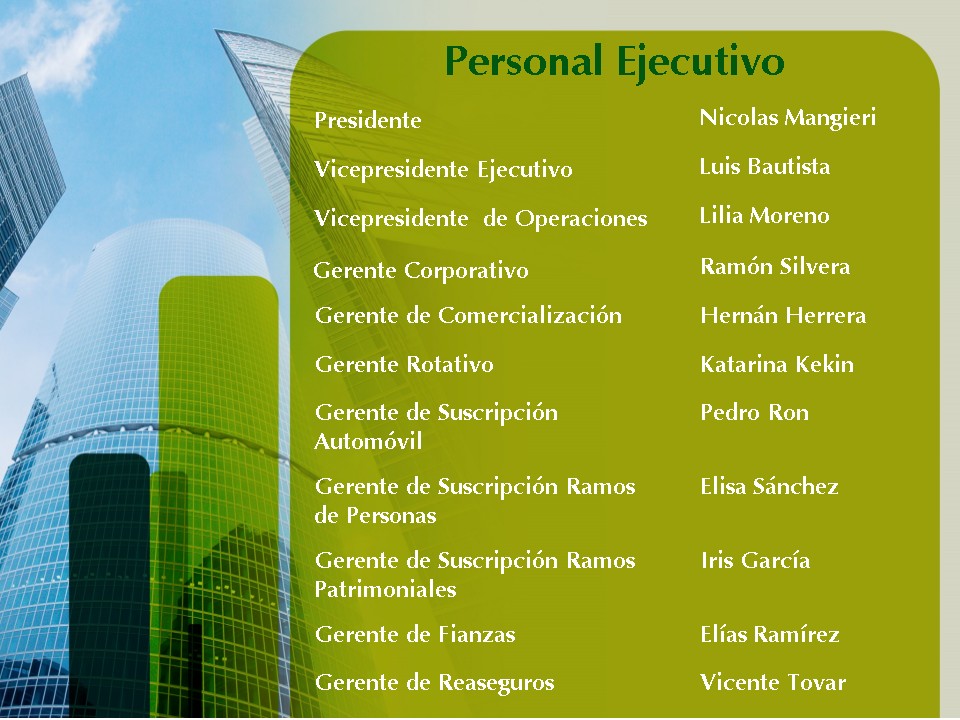 Personal Ejecutivo
Presidente Nicolas Mangieri
Vicepresidente Ejecutivo Luis Bautista
Vicepresidente de Operaciones Lilia Moreno
Gerente Corporativo Ramón Silvera
Gerente de Comercialización Hernán Herrera
Gerente Rotativo Katarina Kekin
Gerente de Suscripción Pedro Ron
Automóvil
Gerente de Suscripción Ramos Elisa Sánchez
de Personas
Gerente de Suscripción Ramos Iris García
Patrimoniales
Gerente de Fianzas Elías Ramírez
Gerente de Reaseguros Vicente Tovar